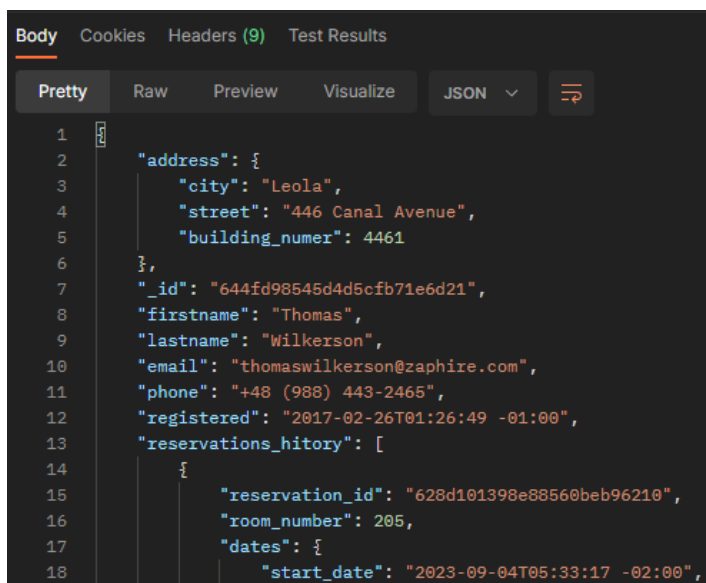 Body Cookies Headers (9) Test Results
Pretty Raw Preview Visualize JSON
1 {
2 "address": {
3 "city": "Leola",
4 "street": "446 Canal Avenue",
5 "building_numer": 4461
6 },
7 "_id": "644fd98545d4d5cfb71e6d21",
8 "firstname": "Thomas",
9 "lastname": "Wilkerson",
10 "email": "thomaswilkerson@zaphire.com",
11 "phone": "+48 (988) 443-2465",
12 "registered": "2017-02-26T01:26:49 -01:00",
13 "reservations_hitory": [
14 {
15 "reservation_id": "628d101398e88560beb96210",
16 "room_number": 205,
17 "dates": {
18 "start_date": "2023-09-04T05:33:17 -02:00",